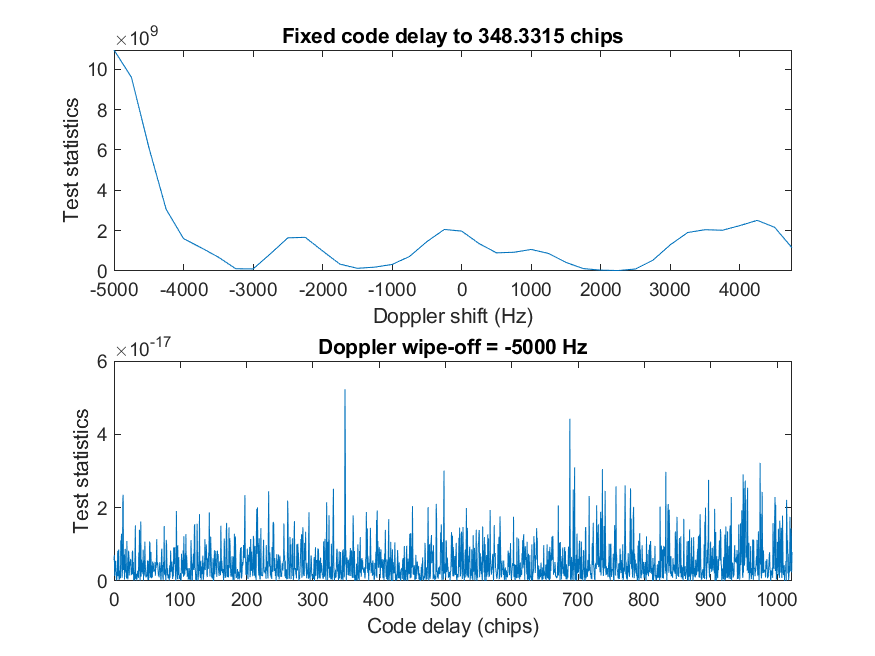 ×10^9
Fixed code delay to 348.3315 chips
Test statistics
10
8
6
4
2
0
-5000 -4000 -3000 -2000 -1000 0 1000 2000 3000 4000
Doppler shift (Hz)
×10^-17
Doppler wipe-off = -5000 Hz
Test statistics
6
4
2
0
0 100 200 300 400 500 600 700 800 900 1000
Code delay (chips)